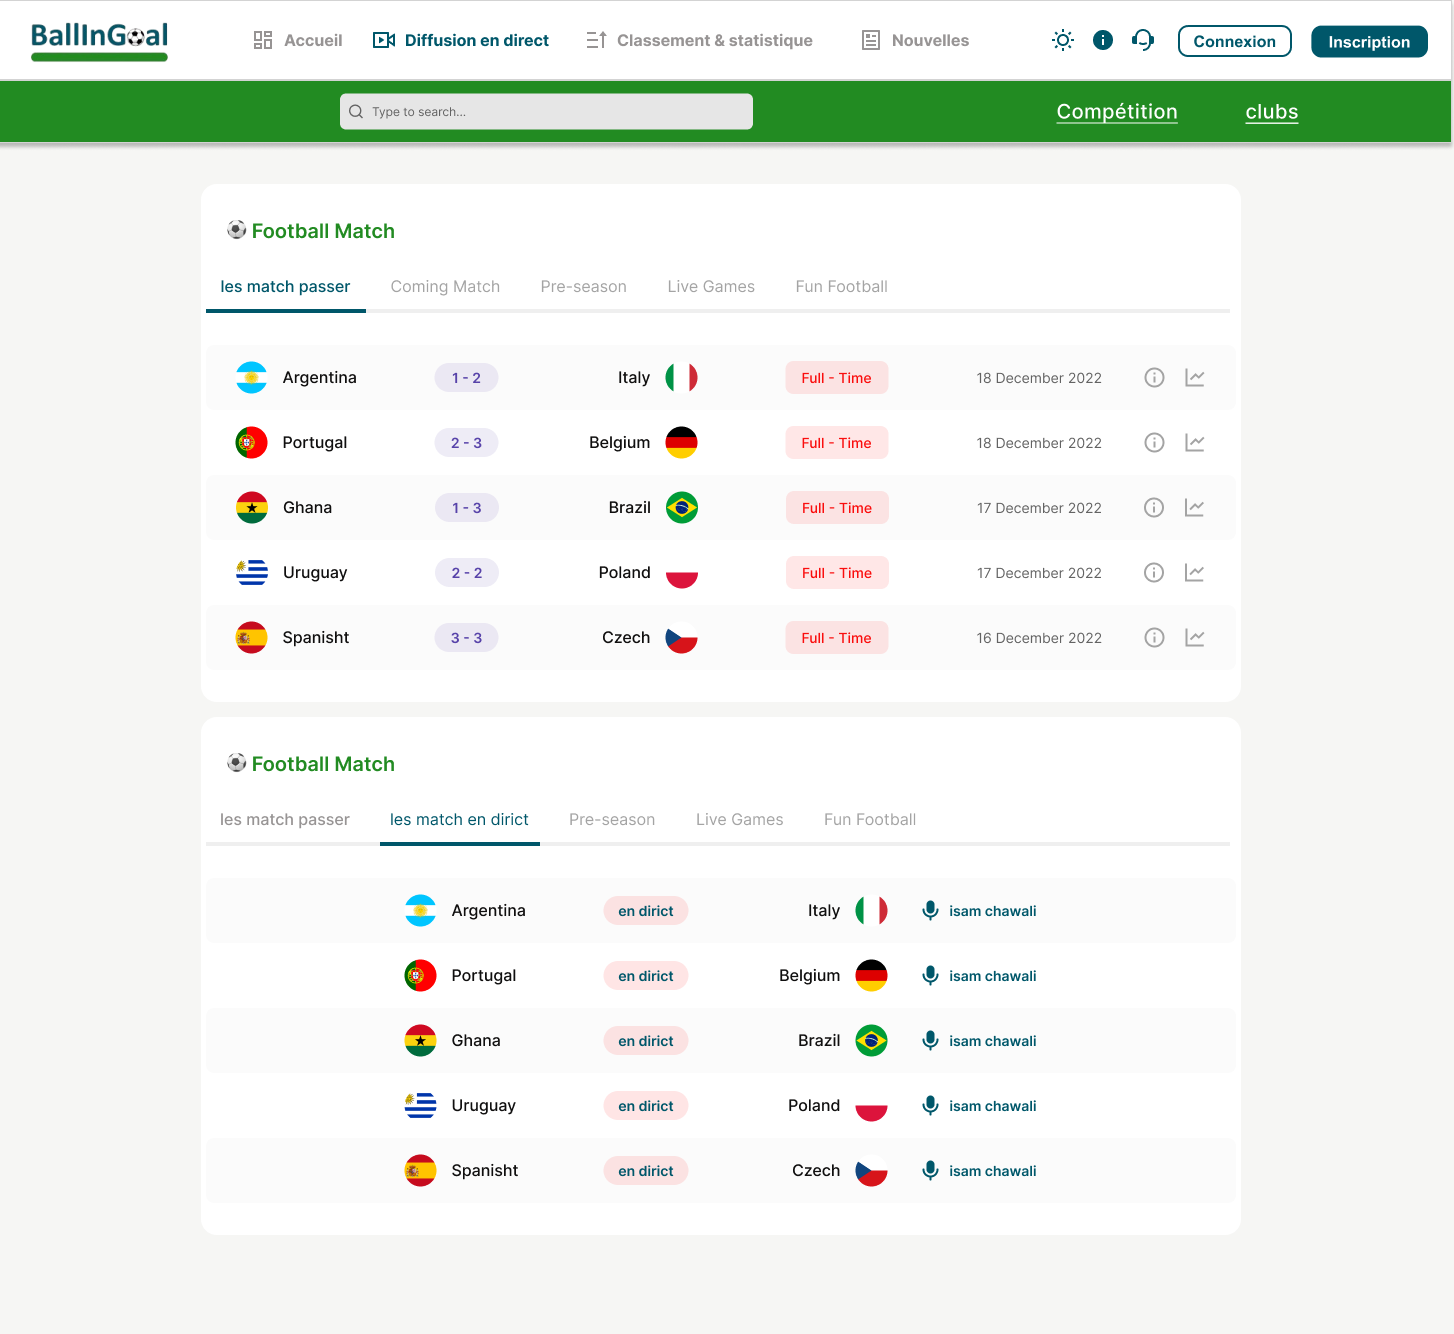 BallInGoal
Accueil Diffusion en direct Classement & statistique Nouvelles Connexion Inscription
Type to search... Compétition clubs
Football Match
les match passer Coming Match Pre-season Live Games Fun Football
Argentina 1 - 2 Italy Full - Time 18 December 2022
Portugal 2 - 3 Belgium Full - Time 18 December 2022
Ghana 1 - 3 Brazil Full - Time 17 December 2022
Uruguay 2 - 2 Poland Full - Time 17 December 2022
Spanisht 3 - 3 Czech Full - Time 16 December 2022
Football Match
les match passer les match en dirict Pre-season Live Games Fun Football
Argentina en dirict Italy isam chawali
Portugal en dirict Belgium isam chawali
Ghana en dirict Brazil isam chawali
Uruguay en dirict Poland isam chawali
Spanisht en dirict Czech isam chawali